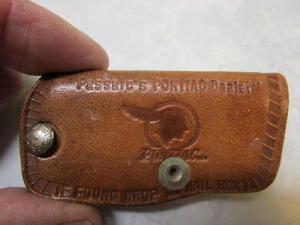 Passaic's PONTIAC Dealer
PONTIAC
IF FOUND DROP IN MAIL BOX